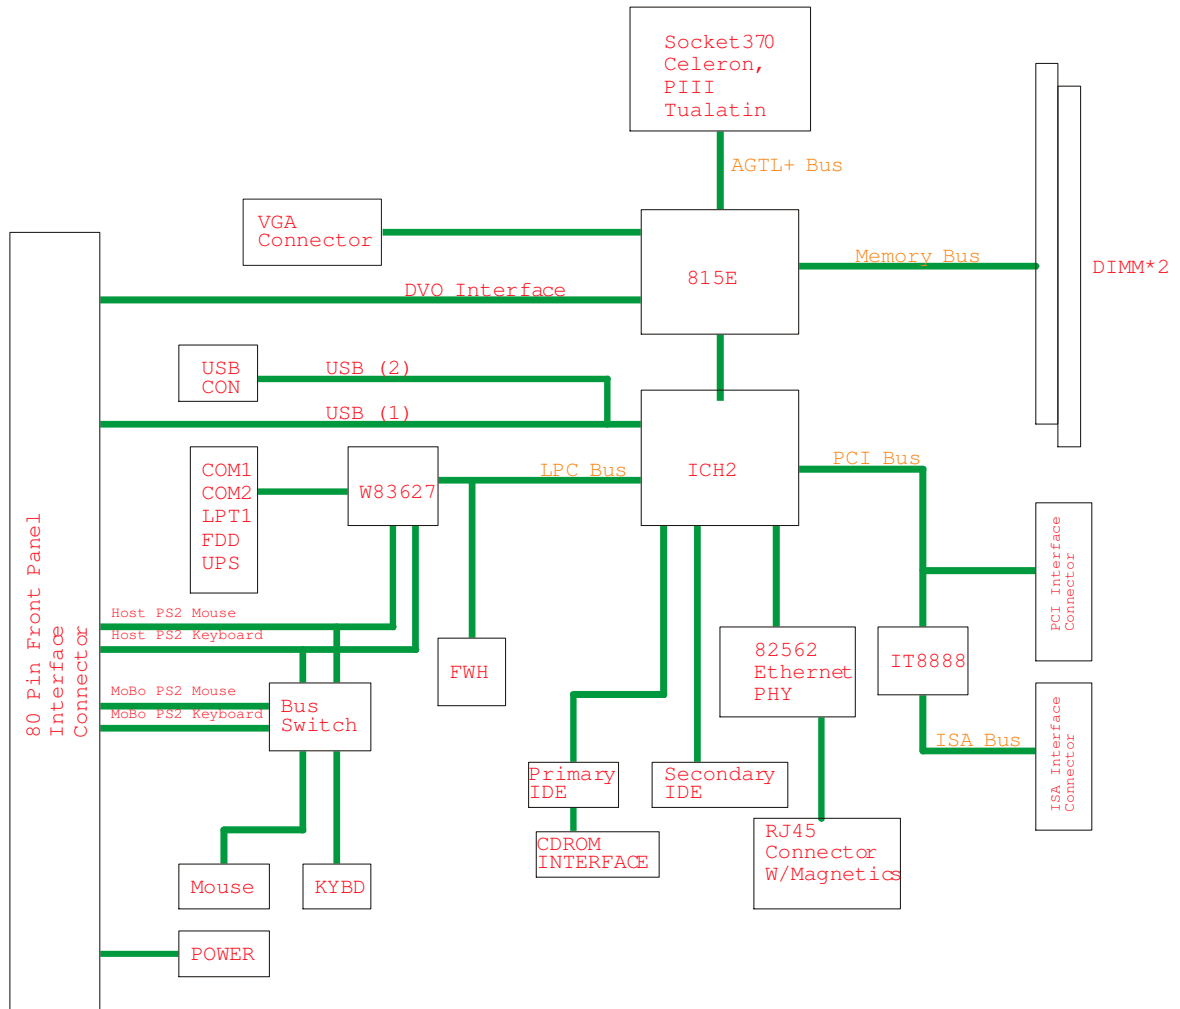 Socket370
Celeron,
PIII
Tualatin
AGTL+ Bus
VGA
Connector
815E
Memory Bus
DIMM*2
DVO Interface
USB
CON
USB (2)
USB (1)
COM1
COM2
LPT1
FDD
UPS
W83627
LPC Bus
ICH2
PCI Bus
80 Pin Front Panel
Interface
Connector
PCI Interface
Connector
Host PS2 Mouse
Host PS2 Keyboard
FWH
82562
Ethernet
PHY
IT8888
MoBo PS2 Mouse
MoBo PS2 Keyboard
Bus
Switch
ISA Bus
ISA Interface
Connector
Primary
IDE
Secondary
IDE
CDROM
INTERFACE
RJ45
Connector
W/Magnetics
Mouse
KYBD
POWER